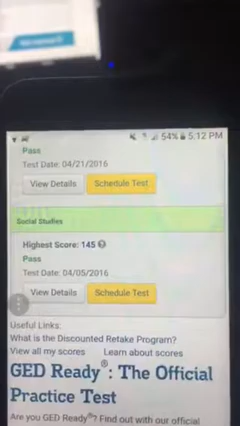 54% 5:12 PM
Pass
Test Date: 04/21/2016
View Details Schedule Test
Social Studies
Highest Score: 145
Pass
Test Date: 04/05/2016
View Details Schedule Test
Useful Links:
What is the Discounted Retake Program?
View all my scores Learn about scores
GED Ready®: The Official
Practice Test
Are you GED Ready®? Find out with our official